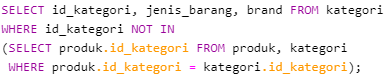 SELECT id_kategori, jenis_barang, brand FROM kategori
WHERE id_kategori NOT IN
(SELECT produk.id_kategori FROM produk, kategori
WHERE produk.id_kategori = kategori.id_kategori);